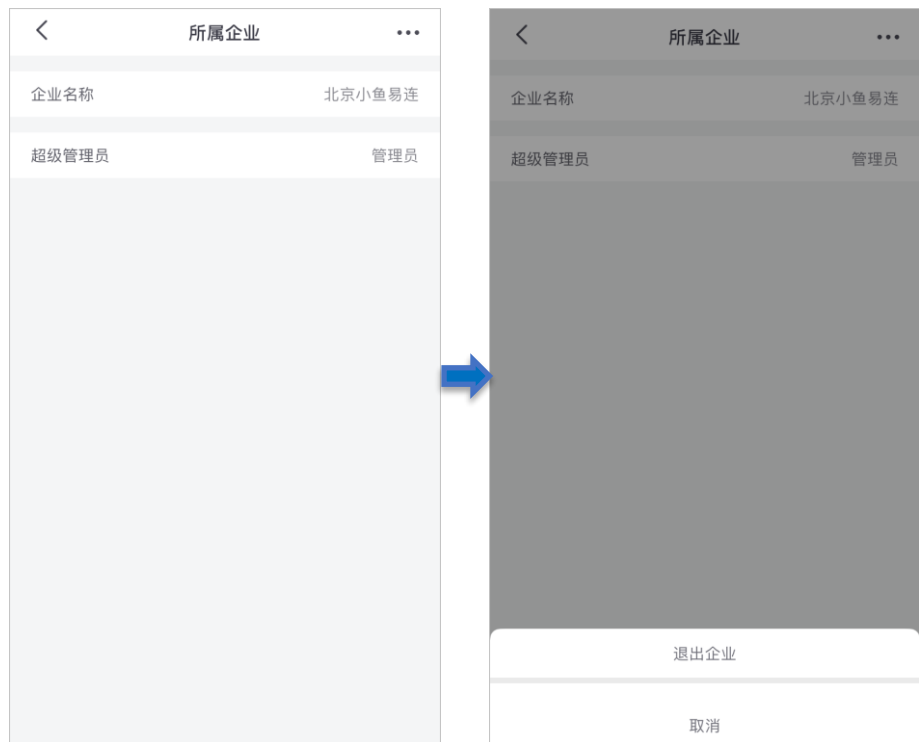 所属企业
企业名称 北京小鱼易连
超级管理员 管理员
所属企业
企业名称 北京小鱼易连
超级管理员 管理员
退出企业
取消